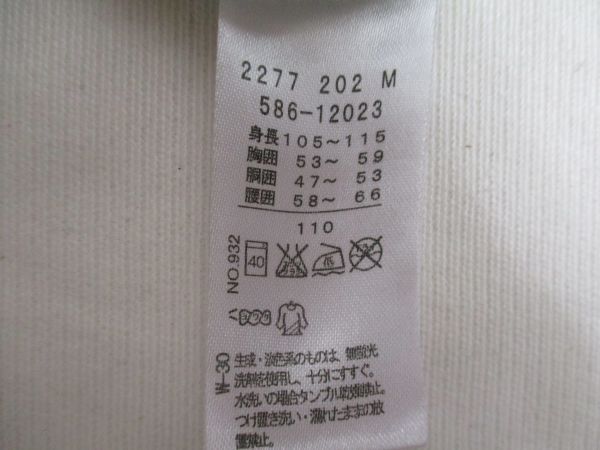 2277 202 M
586-12023
身長 105～115
胸囲 53～ 59
胴囲 47～ 53
腰囲 58～ 66
110
NO.932
40
低
W-30
生成・淡色系のものは、無蛍光
洗剤を使用し、十分にすすぐ。
水洗いの場合タンブル乾燥禁止。
つけ置き洗い・濡れたままの放
置禁止。